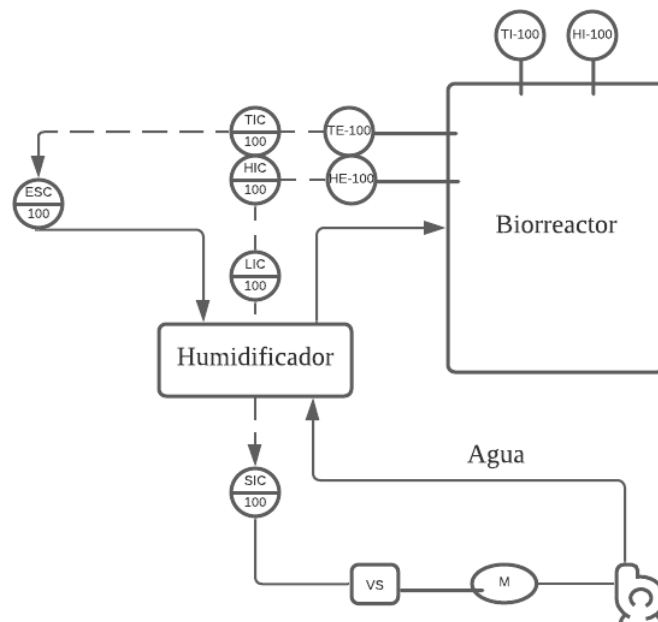 TI-100
HI-100
TIC
100
TE-100
HIC
100
HE-100
ESC
100
Biorreactor
LIC
100
Humidificador
Agua
SIC
100
VS
M